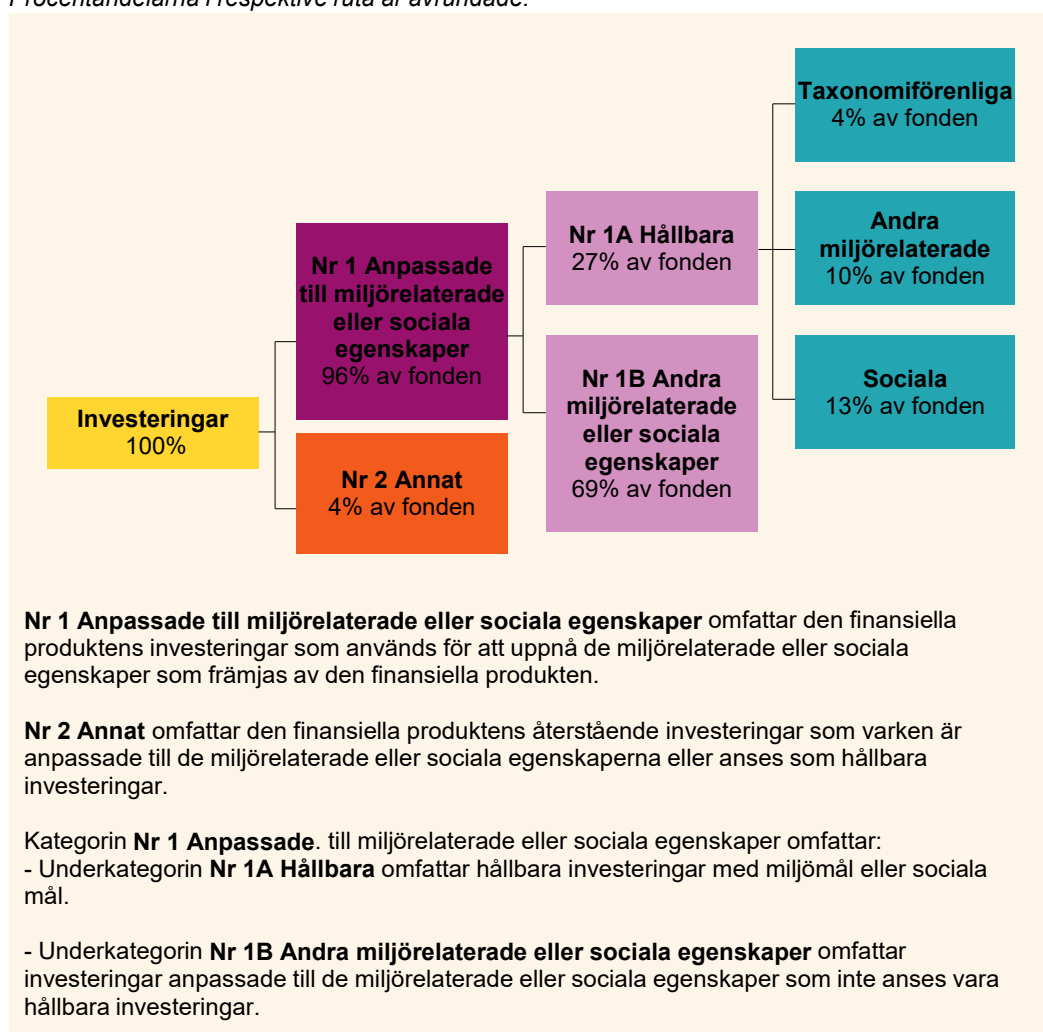 Procentandelarna i respektive ruta är avrundade.
Taxonomiförenliga
4% av fonden
Nr 1A Hållbara
27% av fonden
Andra
miljörelaterade
10% av fonden
Nr 1 Anpassade
till miljörelaterade
eller sociala
egenskaper
96% av fonden
Nr 1B Andra
miljörelaterade
eller sociala
egenskaper
69% av fonden
Sociala
13% av fonden
Investeringar
100%
Nr 2 Annat
4% av fonden
Nr 1 Anpassade till miljörelaterade eller sociala egenskaper omfattar den finansiella
produktens investeringar som används för att uppnå de miljörelaterade eller sociala
egenskaper som främjas av den finansiella produkten.
Nr 2 Annat omfattar den finansiella produktens återstående investeringar som varken är
anpassade till de miljörelaterade eller sociala egenskaperna eller anses som hållbara
investeringar.
Kategorin Nr 1 Anpassade. till miljörelaterade eller sociala egenskaper omfattar:
- Underkategorin Nr 1A Hållbara omfattar hållbara investeringar med miljömål eller sociala
mål.
- Underkategorin Nr 1B Andra miljörelaterade eller sociala egenskaper omfattar
investeringar anpassade till de miljörelaterade eller sociala egenskaper som inte anses vara
hållbara investeringar.